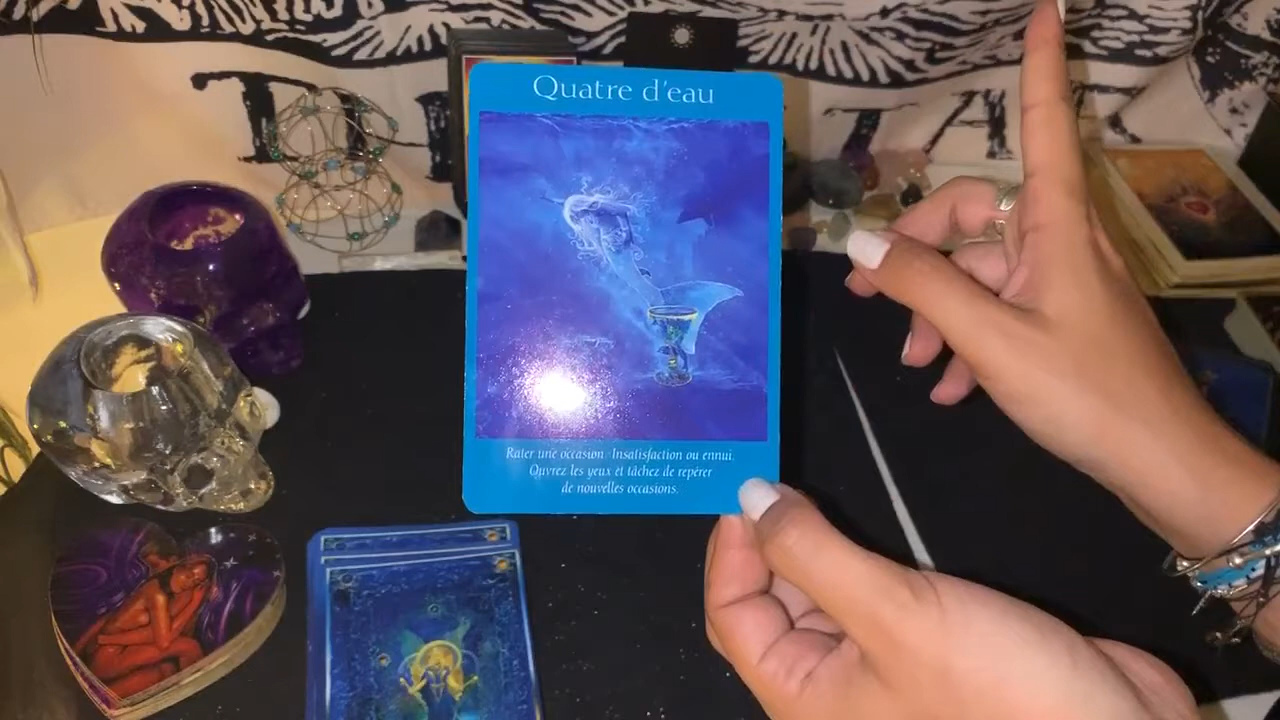 Quatre d'eau
Rater une occasion. Insatisfaction ou ennui.
Ouvrez les yeux et tâchez de repérer
de nouvelles occasions.